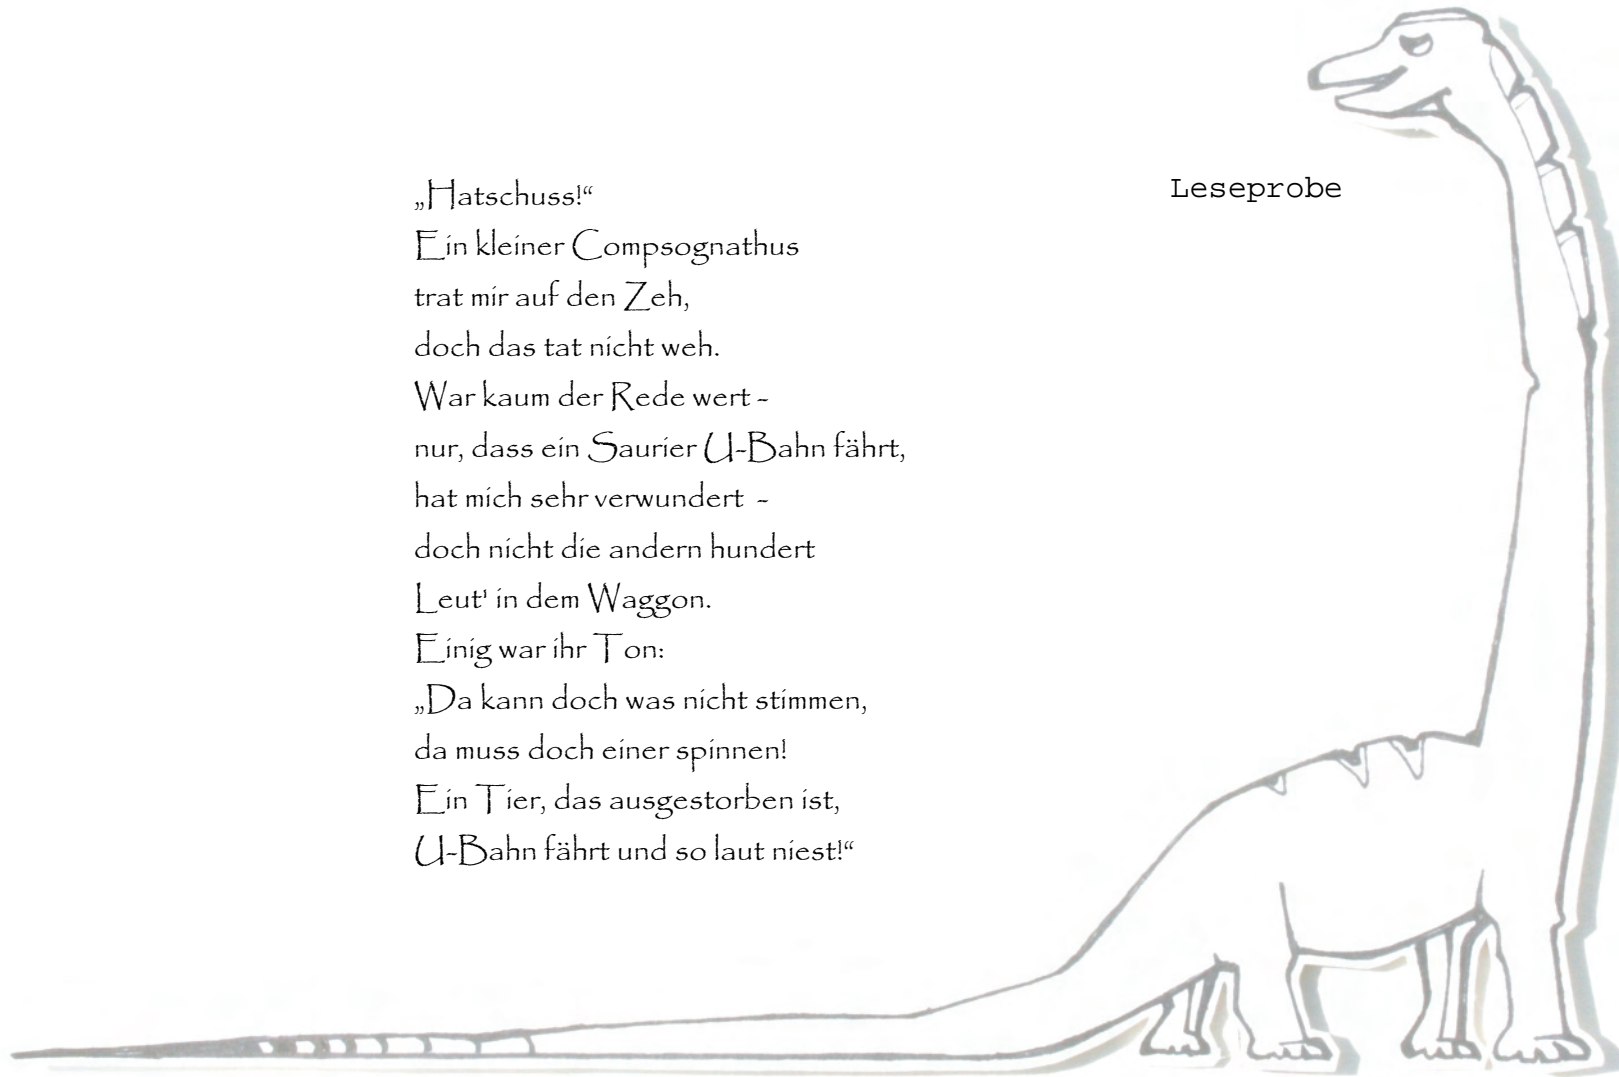 „Hatschuss!“
Leseprobe
Ein kleiner Compsognathus
trat mir auf den Zeh,
doch das tat nicht weh.
War kaum der Rede wert -
nur, dass ein Saurier U-Bahn fährt,
hat mich sehr verwundert -
doch nicht die andern hundert
Leut' in dem Waggon.
Einig war ihr Ton:
„Da kann doch was nicht stimmen,
da muss doch einer spinnen!
Ein Tier, das ausgestorben ist,
U-Bahn fährt und so laut niest!“